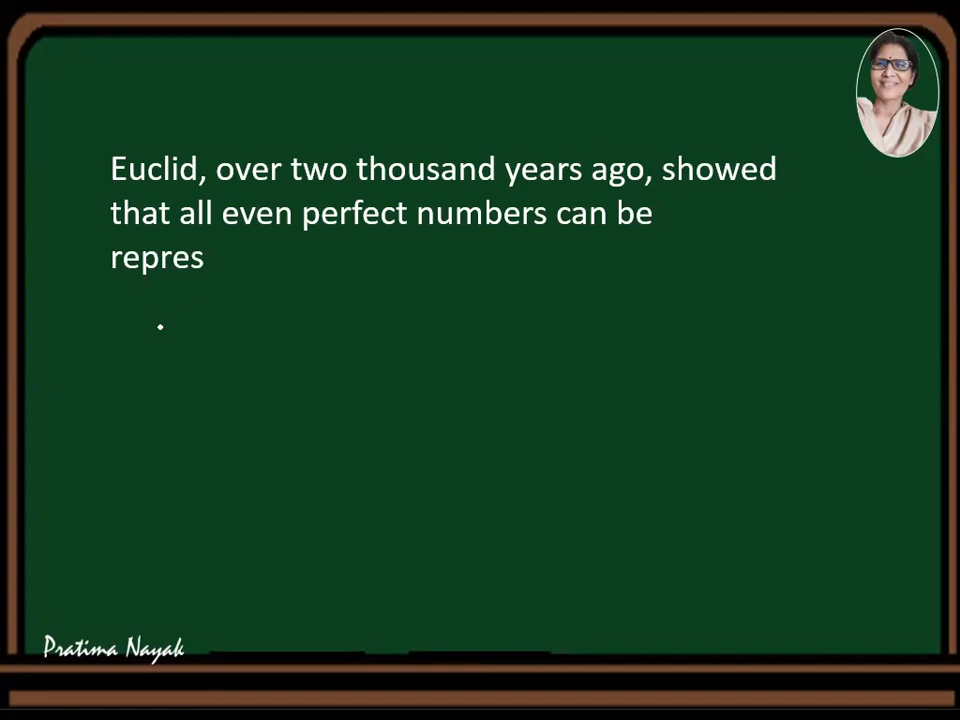 Euclid, over two thousand years ago, showed
that all even perfect numbers can be
repres
Pratima Nayak